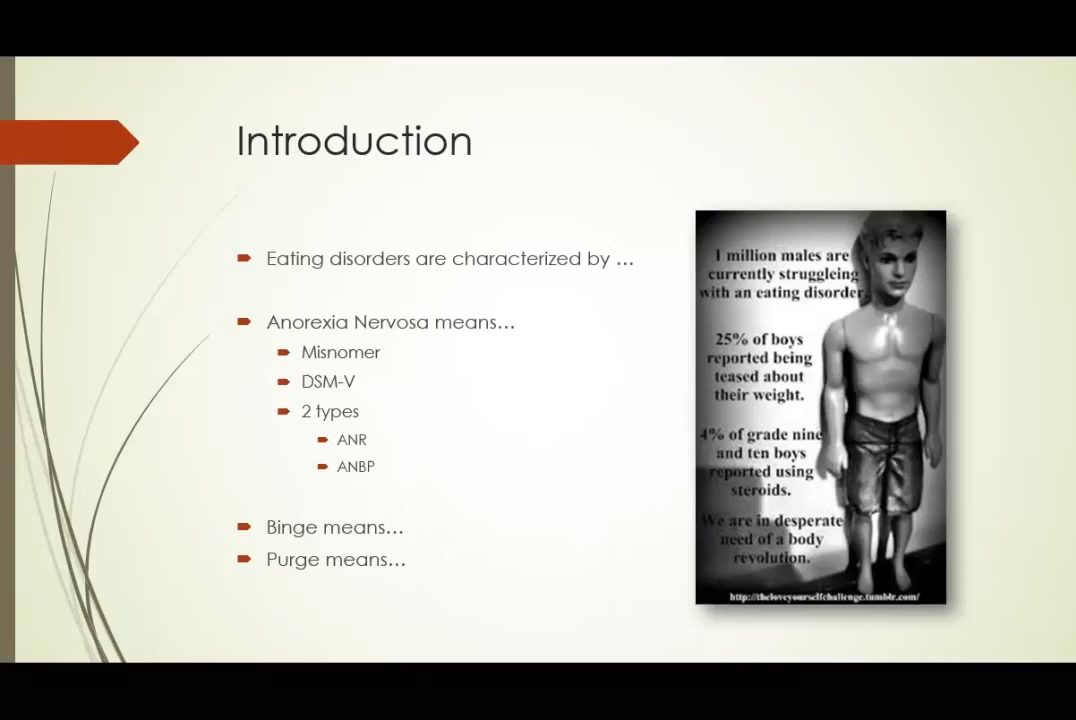 Introduction
Eating disorders are characterized by …
Anorexia Nervosa means…
Misnomer
DSM-V
2 types
ANR
ANBP
Binge means…
Purge means…
1 million males are
currently struggleing
with an eating disorder.
25% of boys
reported being
teased about
their weight.
4% of grade nine
and ten boys
reported using
steroids.
We are in desperate
need of a body
revolution.
http://theloveyourselfchallenge.tumblr.com/